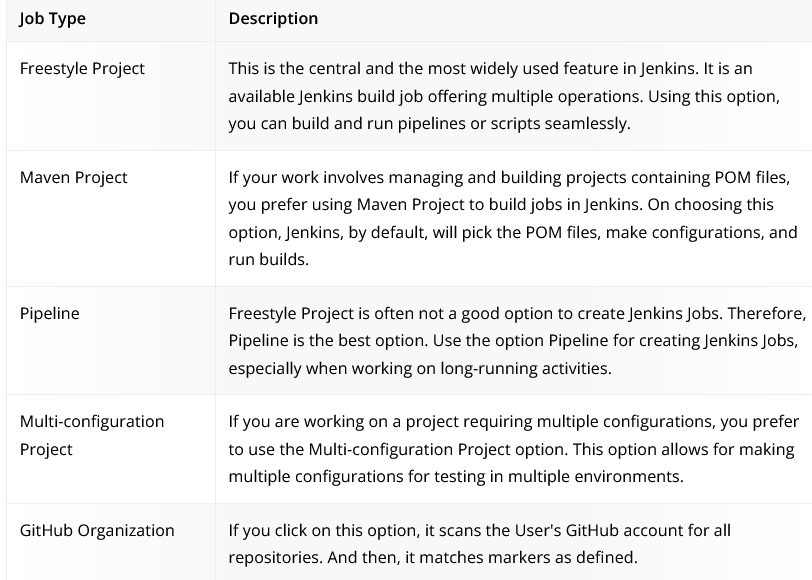 Job Type Description
Freestyle Project This is the central and the most widely used feature in Jenkins. It is an
available Jenkins build job offering multiple operations. Using this option,
you can build and run pipelines or scripts seamlessly.
Maven Project If your work involves managing and building projects containing POM files,
you prefer using Maven Project to build jobs in Jenkins. On choosing this
option, Jenkins, by default, will pick the POM files, make configurations, and
run builds.
Pipeline Freestyle Project is often not a good option to create Jenkins Jobs. Therefore,
Pipeline is the best option. Use the option Pipeline for creating Jenkins Jobs,
especially when working on long-running activities.
Multi-configuration If you are working on a project requiring multiple configurations, you prefer
Project to use the Multi-configuration Project option. This option allows for making
multiple configurations for testing in multiple environments.
GitHub Organization If you click on this option, it scans the User's GitHub account for all
repositories. And then, it matches markers as defined.